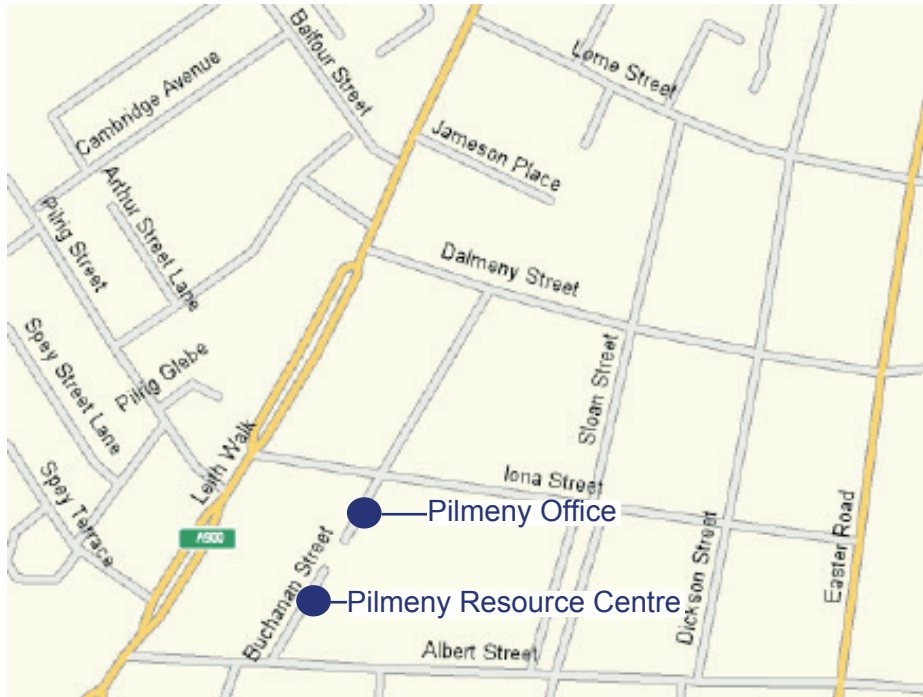 Balfour Street
Lorne Street
Cambridge Avenue
Jameson Place
Arthur Street Lane
Pilrig Street
Dalmeny Street
Spey Street Lane
Pilrig Glebe
Sloan Street
Leith Walk
Iona Street
Spey Terrace
Pilmeny Office
A900
Buchanan Street
Dickson Street
Easter Road
Pilmeny Resource Centre
Albert Street